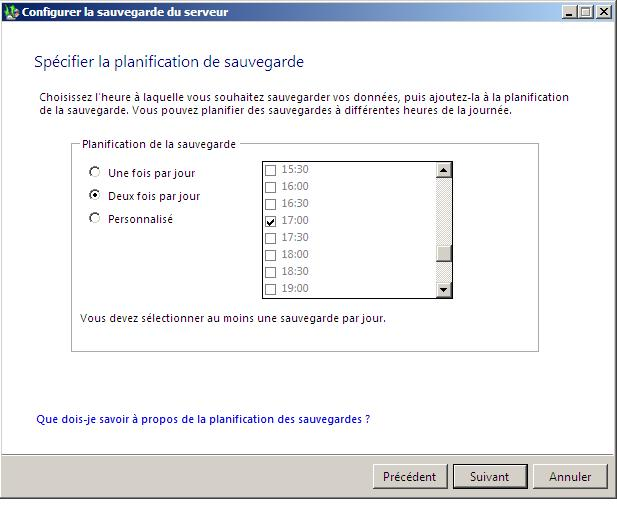 Configurer la sauvegarde du serveur
Spécifier la planification de sauvegarde
Choisissez l'heure à laquelle vous souhaitez sauvegarder vos données, puis ajoutez-la à la planification
de la sauvegarde. Vous pouvez planifier des sauvegardes à différentes heures de la journée.
Planification de la sauvegarde
Une fois par jour
Deux fois par jour
Personnalisé
15:30
16:00
16:30
17:00
17:30
18:00
18:30
19:00
Vous devez sélectionner au moins une sauvegarde par jour.
Que dois-je savoir à propos de la planification des sauvegardes ?
Précédent
Suivant
Annuler